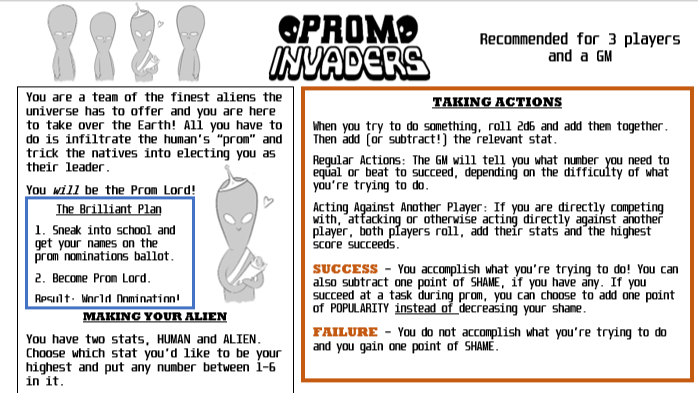 PROM
INVADERS
Recommended for 3 players
and a GM
You are a team of the finest aliens the
universe has to offer and you are here
to take over the Earth! All you have to
do is infiltrate the human's "prom" and
trick the natives into electing you as
their leader.
You will be the Prom Lord!
The Brilliant Plan
1. Sneak into school and
get your names on the
prom nominations ballot.
2. Become Prom Lord.
Result: World Domination!
MAKING YOUR ALIEN
You have two stats, HUMAN and ALIEN.
Choose which stat you'd like to be your
highest and put any number between 1-6
in it.
TAKING ACTIONS
When you try to do something, roll 2d6 and add them together.
Then add (or subtract!) the relevant stat.
Regular Actions: The GM will tell you what number you need to
equal or beat to succeed, depending on the difficulty of what
you're trying to do.
Acting Against Another Player: If you are directly competing
with, attacking or otherwise acting directly against another
player, both players roll, add their stats and the highest
score succeeds.
SUCCESS – You accomplish what you're trying to do! You can
also subtract one point of SHAME, if you have any. If you
succeed at a task during prom, you can choose to add one point
of POPULARITY instead of decreasing your shame.
FAILURE – You do not accomplish what you're trying to do
and you gain one point of SHAME.